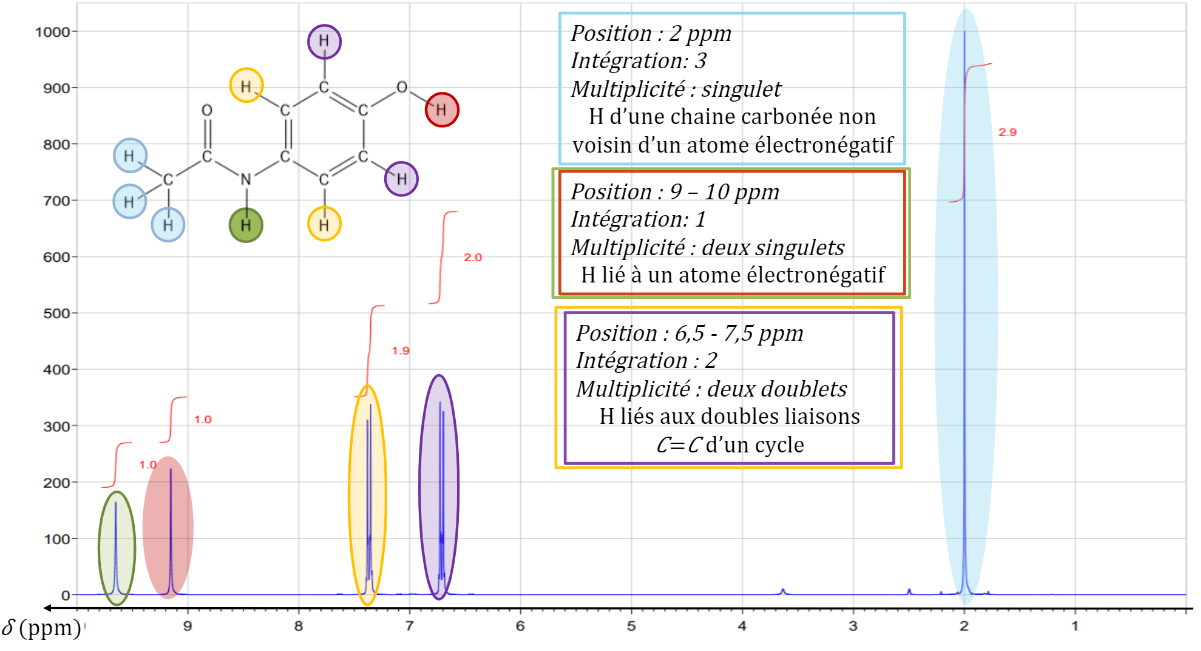 Position : 2 ppm
Intégration: 3
Multiplicité : singulet
H d’une chaine carbonée non
voisin d’un atome électronégatif
Position : 9 – 10 ppm
Intégration: 1
Multiplicité : deux singulets
H lié à un atome électronégatif
Position : 6,5 - 7,5 ppm
Intégration : 2
Multiplicité : deux doublets
H liés aux doubles liaisons
C=C d’un cycle
H
H
O
H
O
H
C
C
C
C
C
H
C
C
C
N
H
H
H
H
H
1000
900
800
700
600
500
400
300
200
100
0
2.9
2.0
1.9
1.0
1.0
δ (ppm)
9
8
7
6
5
4
3
2
1